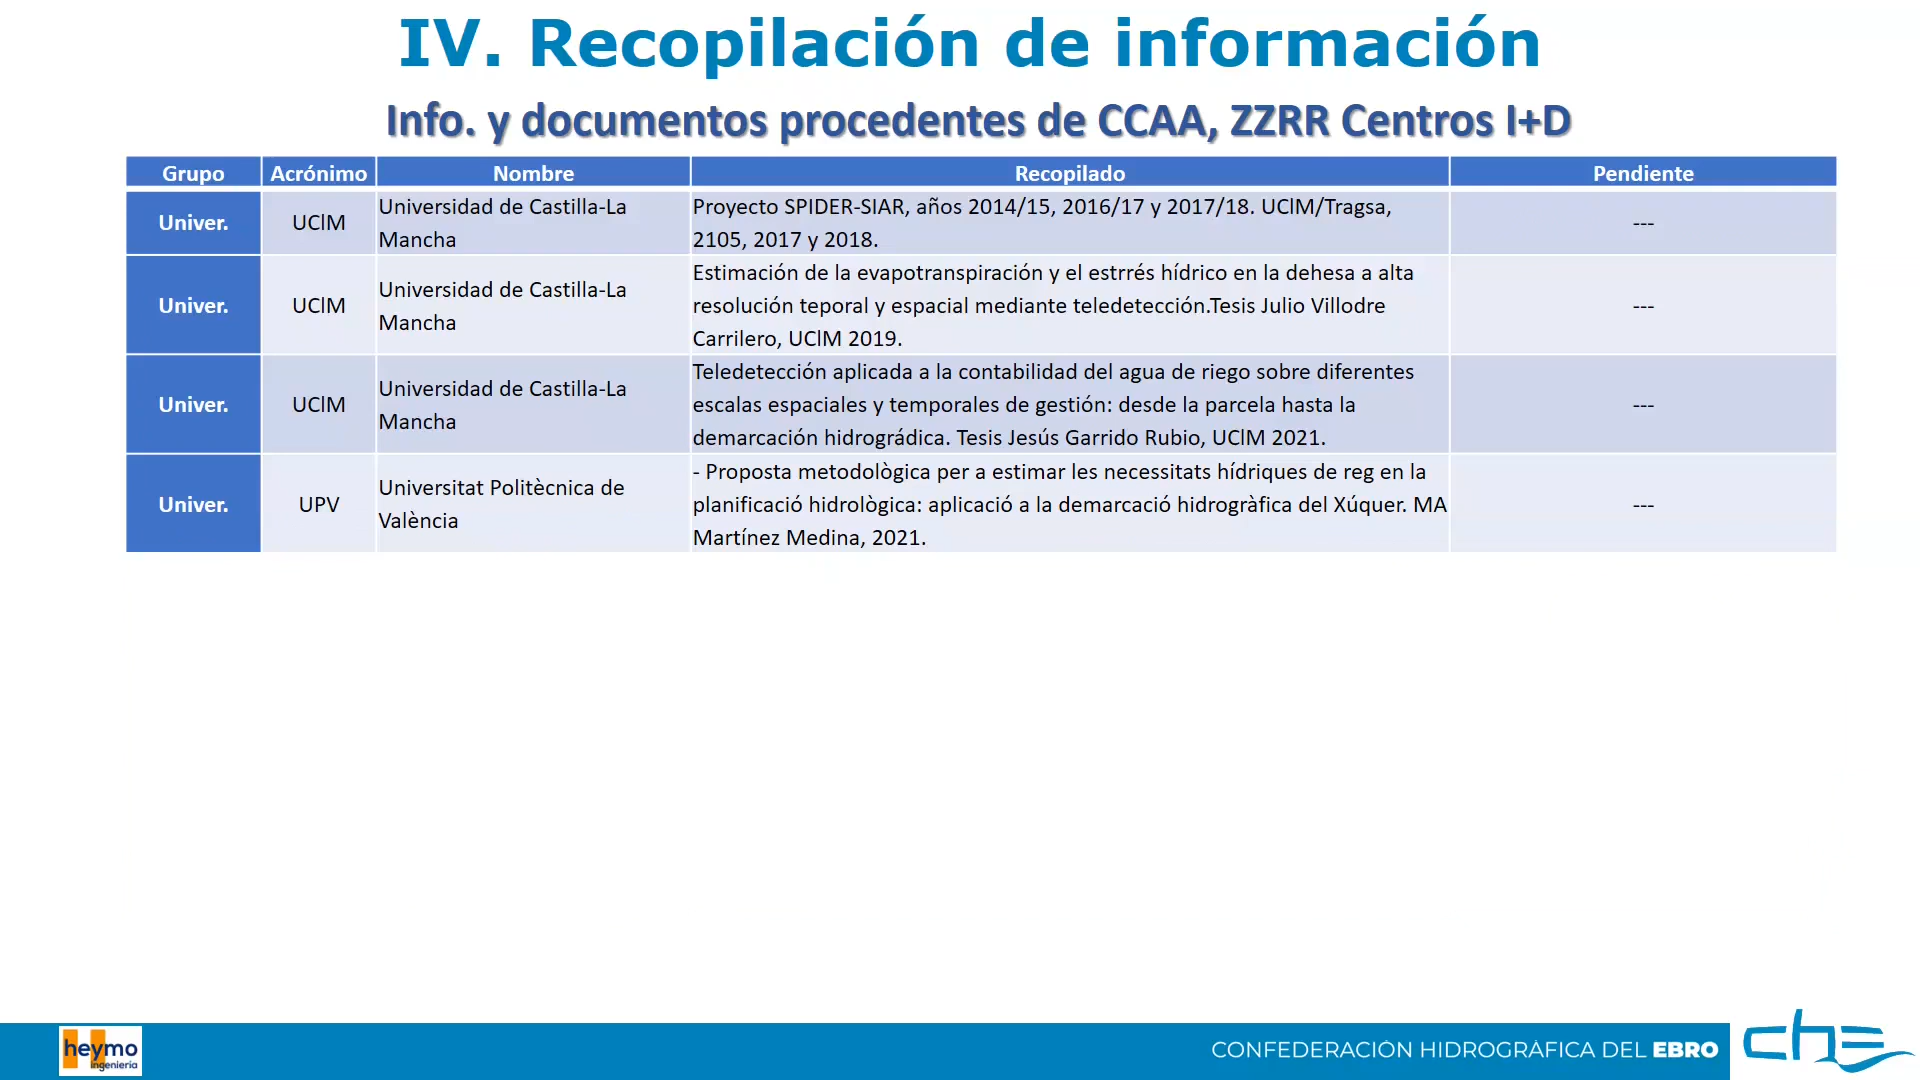 IV. Recopilación de información
Info. y documentos procedentes de CCAA, ZZRR Centros I+D
Grupo Acrónimo Nombre Recopilado Pendiente
Univer. UClM Universidad de Castilla-La
Mancha
Proyecto SPIDER-SIAR, años 2014/15, 2016/17 y 2017/18. UClM/Tragsa,
2105, 2017 y 2018.
---
Univer. UClM Universidad de Castilla-La
Mancha
Estimación de la evapotranspiración y el estrrés hídrico en la dehesa a alta
resolución teporal y espacial mediante teledetección.Tesis Julio Villodre
Carrilero, UClM 2019.
---
Univer. UClM Universidad de Castilla-La
Mancha
Teledetección aplicada a la contabilidad del agua de riego sobre diferentes
escalas espaciales y temporales de gestión: desde la parcela hasta la
demarcación hidrográdica. Tesis Jesús Garrido Rubio, UClM 2021.
---
Univer. UPV Universitat Politècnica de
València
- Proposta metodològica per a estimar les necessitats hídriques de reg en la
planificació hidrològica: aplicació a la demarcació hidrogràfica del Xúquer. MA
Martínez Medina, 2021.
---
heymo
ingeniería
CONFEDERACIÓN HIDROGRÁFICA DEL EBRO
che